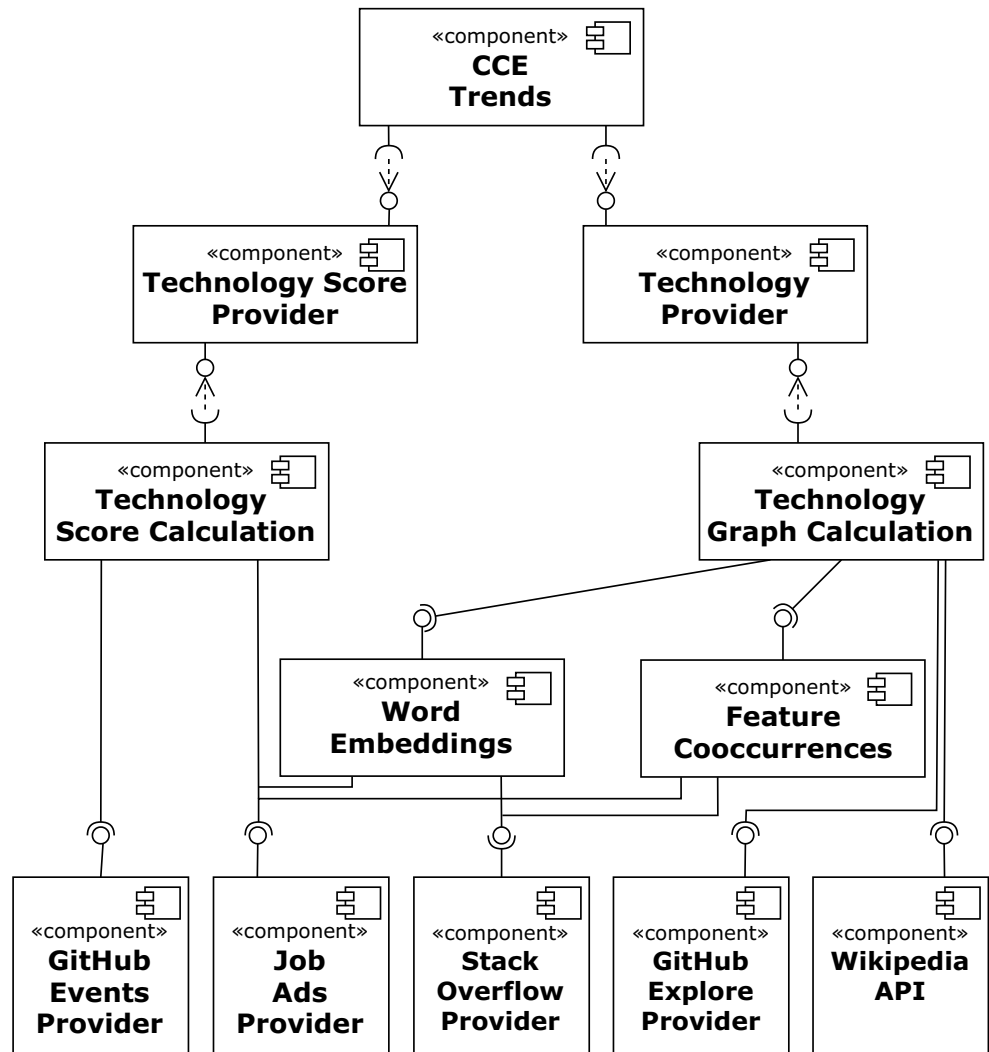 «component»
CCE
Trends
«component»
Technology Score
Provider
«component»
Technology
Provider
«component»
Technology
Score Calculation
«component»
Technology
Graph Calculation
«component»
Word
Embeddings
«component»
Feature
Cooccurrences
«component»
GitHub
Events
Provider
«component»
Job
Ads
Provider
«component»
Stack
Overflow
Provider
«component»
GitHub
Explore
Provider
«component»
Wikipedia
API